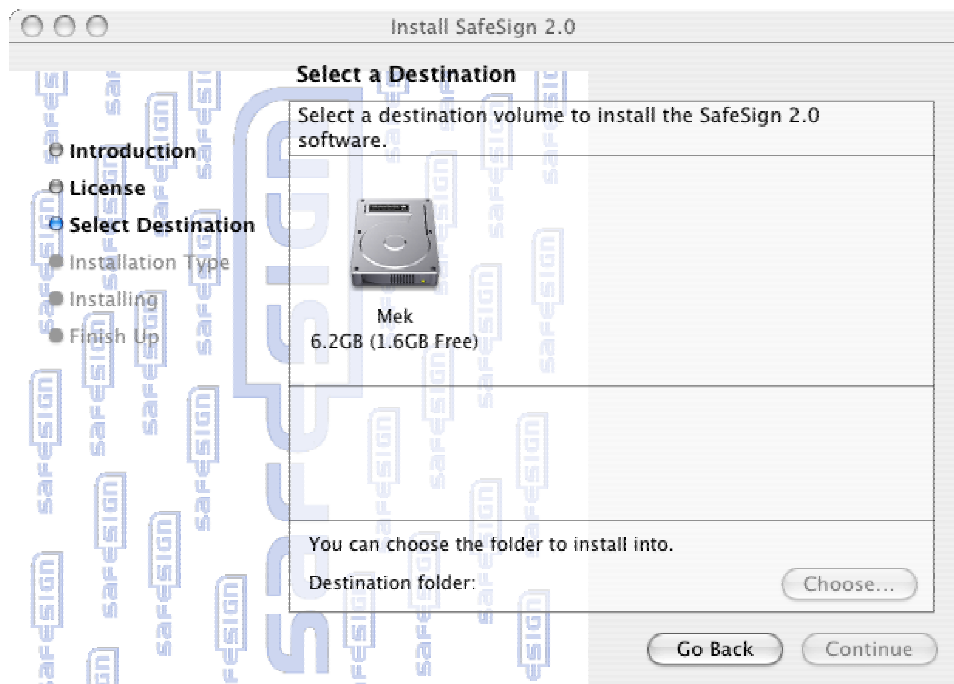 Install SafeSign 2.0
Select a Destination
Introduction
License
Select Destination
Installation Type
Installing
Finish Up
Select a destination volume to install the SafeSign 2.0
software.
Mek
6.2GB (1.6GB Free)
You can choose the folder to install into.
Destination folder:
Choose...
Go Back
Continue
safesign